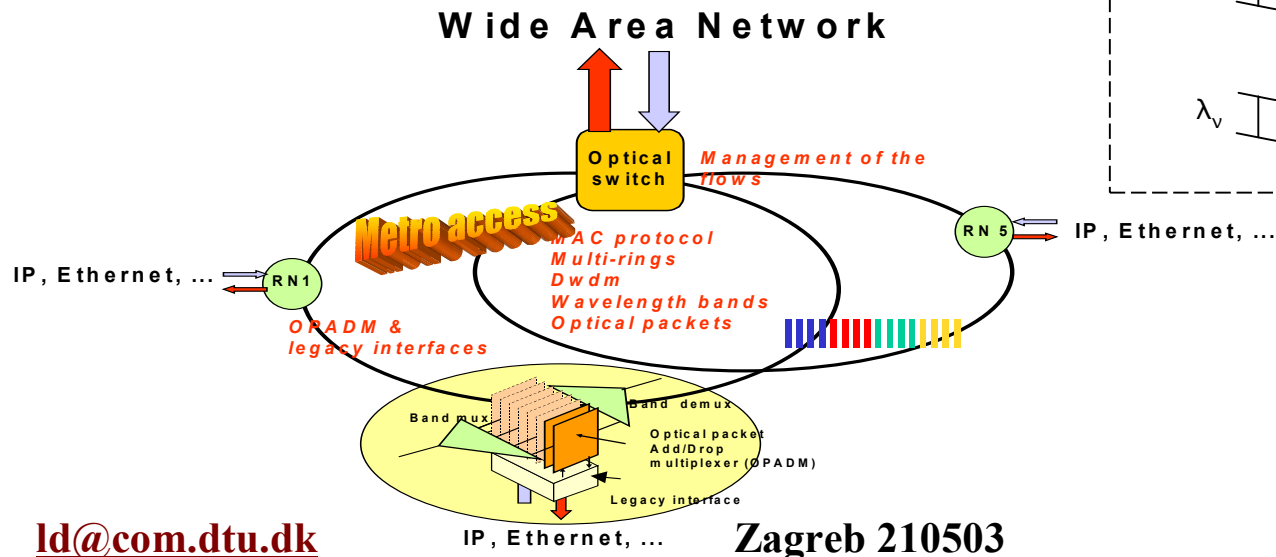 Wide Area Network
λν
Optical
switch
Management of the
flows
Metro access
RN 5
IP, Ethernet, ...
MAC protocol
Multi-rings
Dwdm
Wavelength bands
Optical packets
IP, Ethernet, ...
RN1
OPADM &
legacy interfaces
Band mux
Band demux
Optical packet
Add/Drop
multiplexer (OPADM)
Legacy interface
IP, Ethernet, ...
ld@com.dtu.dk
Zagreb 210503